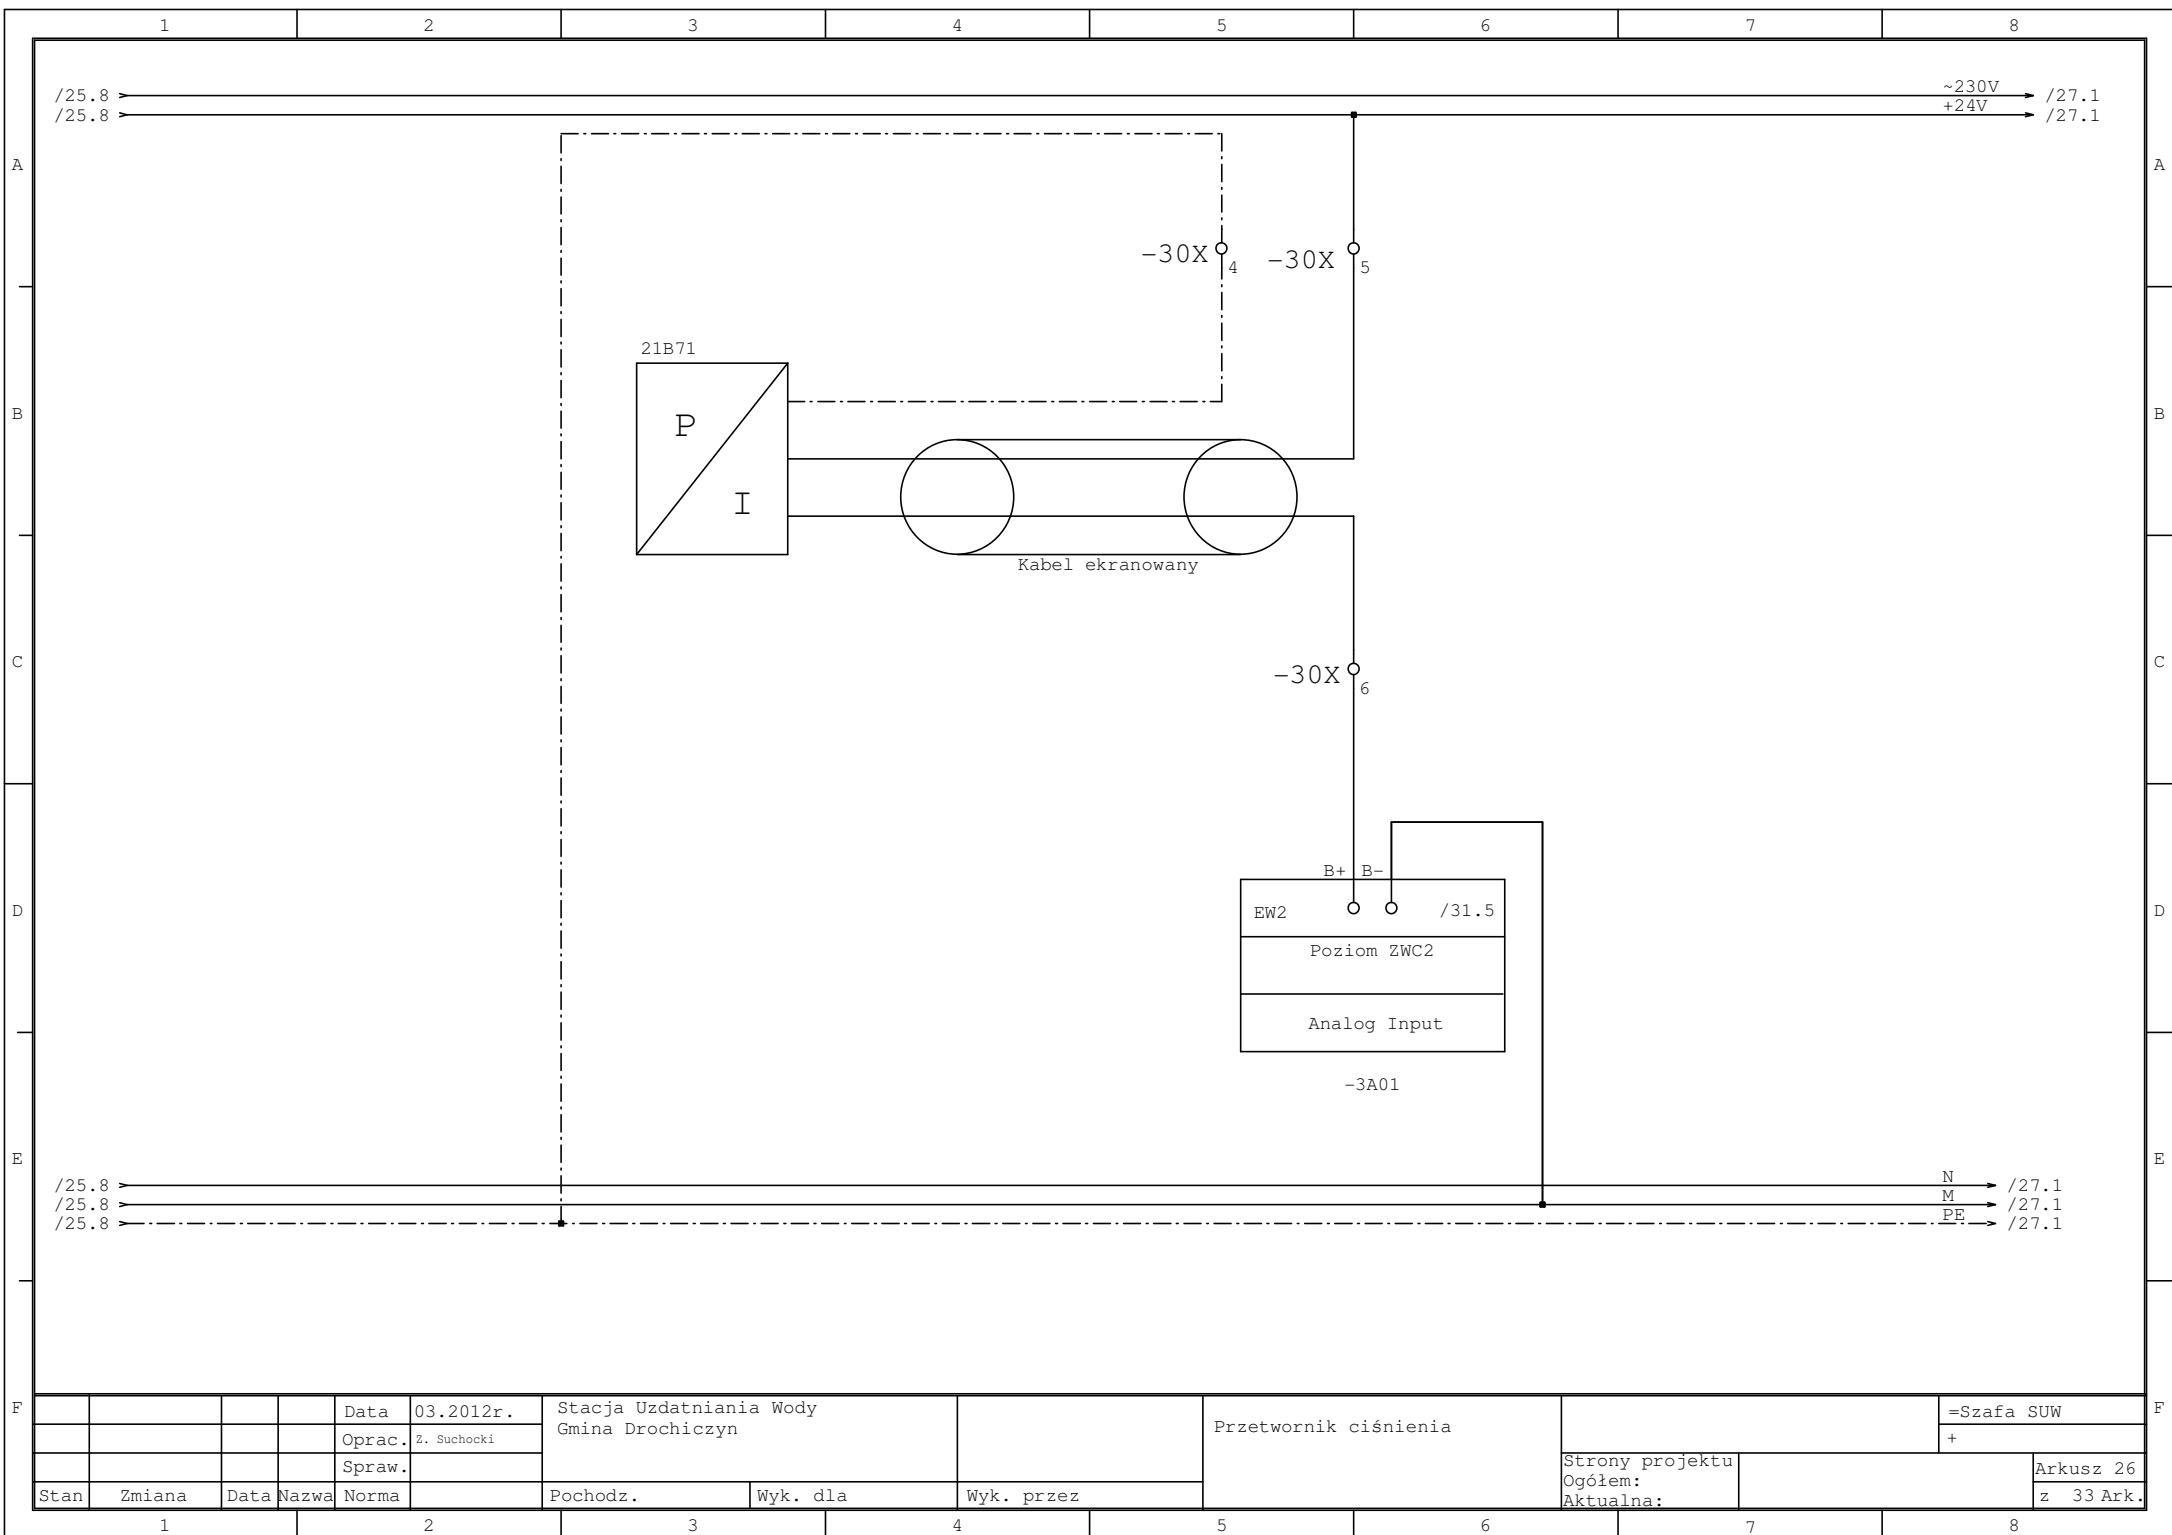 1 2 3 4 5 6 7 8
/25.8 ~230V /27.1
/25.8 +24V /27.1
A A
-30X 4 -30X 5
21B71
P
B B
I
Kabel ekranowany
C C
-30X 6
B+ B-
D D
EW2 /31.5
Poziom ZWC2
Analog Input
-3A01
E E
/25.8 N /27.1
/25.8 M /27.1
/25.8 PE /27.1
F F
Data 03.2012r.
Oprac. Z. Suchocki
Spraw.
Stan Zmiana Data Nazwa Norma
Stacja Uzdatniania Wody
Gmina Drochiczyn
Pochodz. Wyk. dla Wyk. przez
Przetwornik ciśnienia
Strony projektu
Ogółem:
Aktualna:
=Szafa SUW
+
Arkusz 26
z 33 Ark.
1 2 3 4 5 6 7 8